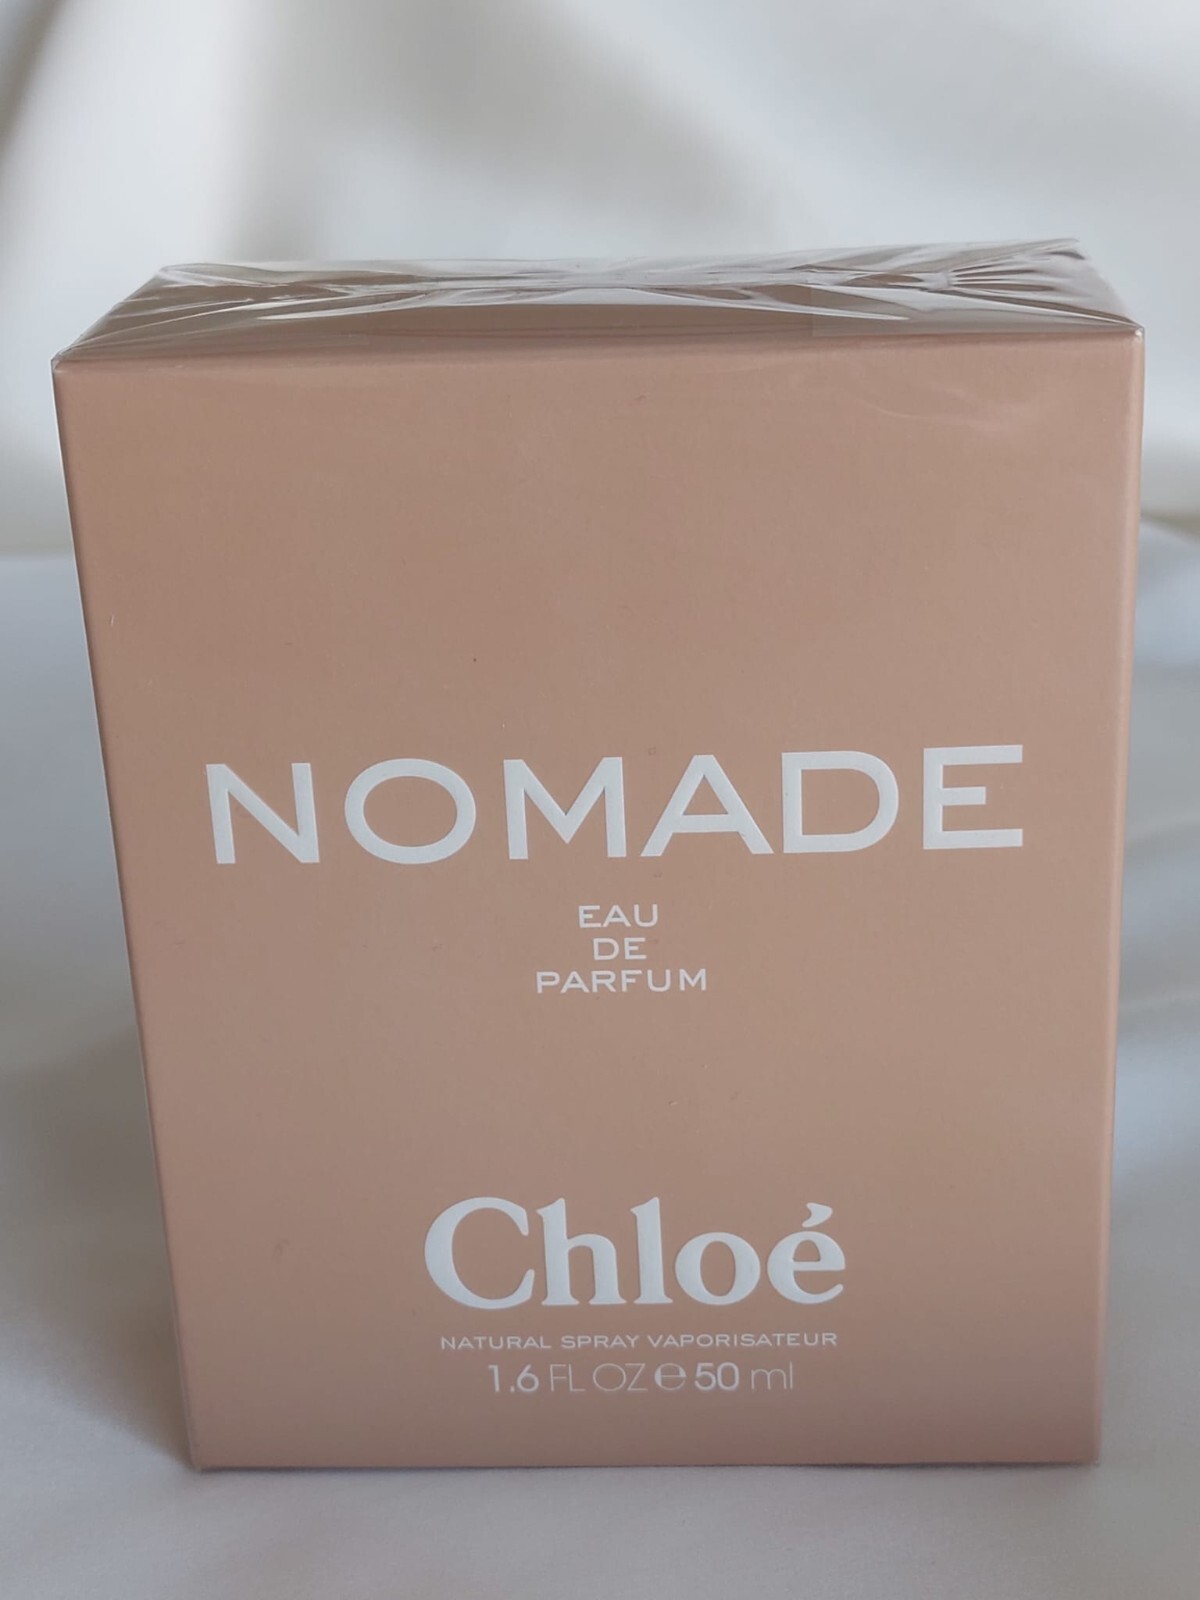 NOMADE
EAU
DE
PARFUM
Chloé
NATURAL SPRAY VAPORISATEUR
1.6 FL OZ ℮ 50 ml